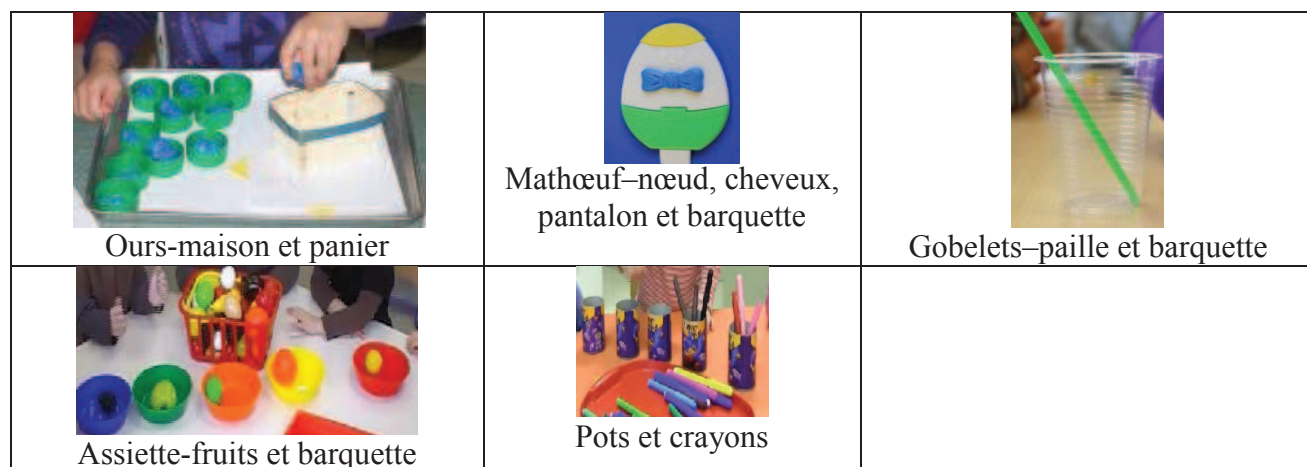 Ours-maison et panier
Mathœuf–nœud, cheveux,
pantalon et barquette
Gobelets–paille et barquette
Assiette-fruits et barquette
Pots et crayons